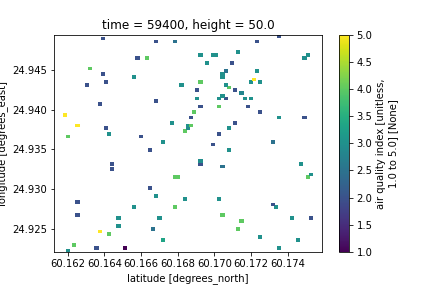 time = 59400, height = 50.0
24.945
24.940
24.935
24.930
24.925
longitude [degrees_east]
60.162 60.164 60.166 60.168 60.170 60.172 60.174
latitude [degrees_north]
5.0
4.5
4.0
3.5
3.0
2.5
2.0
1.5
1.0
air quality index [unitless,
1.0 to 5.0] [None]